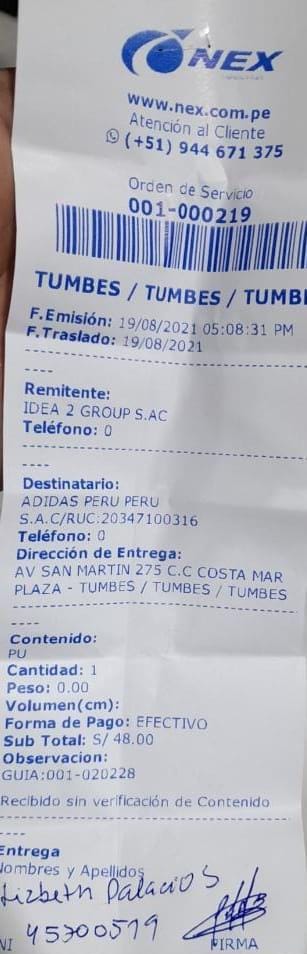 NEX
www.nex.com.pe
Atención al Cliente
(+51) 944 671 375
Orden de Servicio
001-000219
TUMBES / TUMBES / TUMB
F.Emisión: 19/08/2021 05:08:31 PM
F.Traslado: 19/08/2021
----
Remitente:
IDEA 2 GROUP S.AC
Teléfono: 0
----
Destinatario:
ADIDAS PERU PERU
S.A.C/RUC:20347100316
Teléfono: 0
Dirección de Entrega:
AV SAN MARTIN 275 C.C COSTA MAR
PLAZA - TUMBES / TUMBES / TUMBES
----
Contenido:
PU
Cantidad: 1
Peso: 0.00
Volumen(cm):
Forma de Pago: EFECTIVO
Sub Total: S/ 48.00
Observacion:
GUIA:001-020228
Recibido sin verificación de Contenido
----
Entrega
Nombres y Apellidos
Lizbeth Palacios
NI 45700519
FIRMA